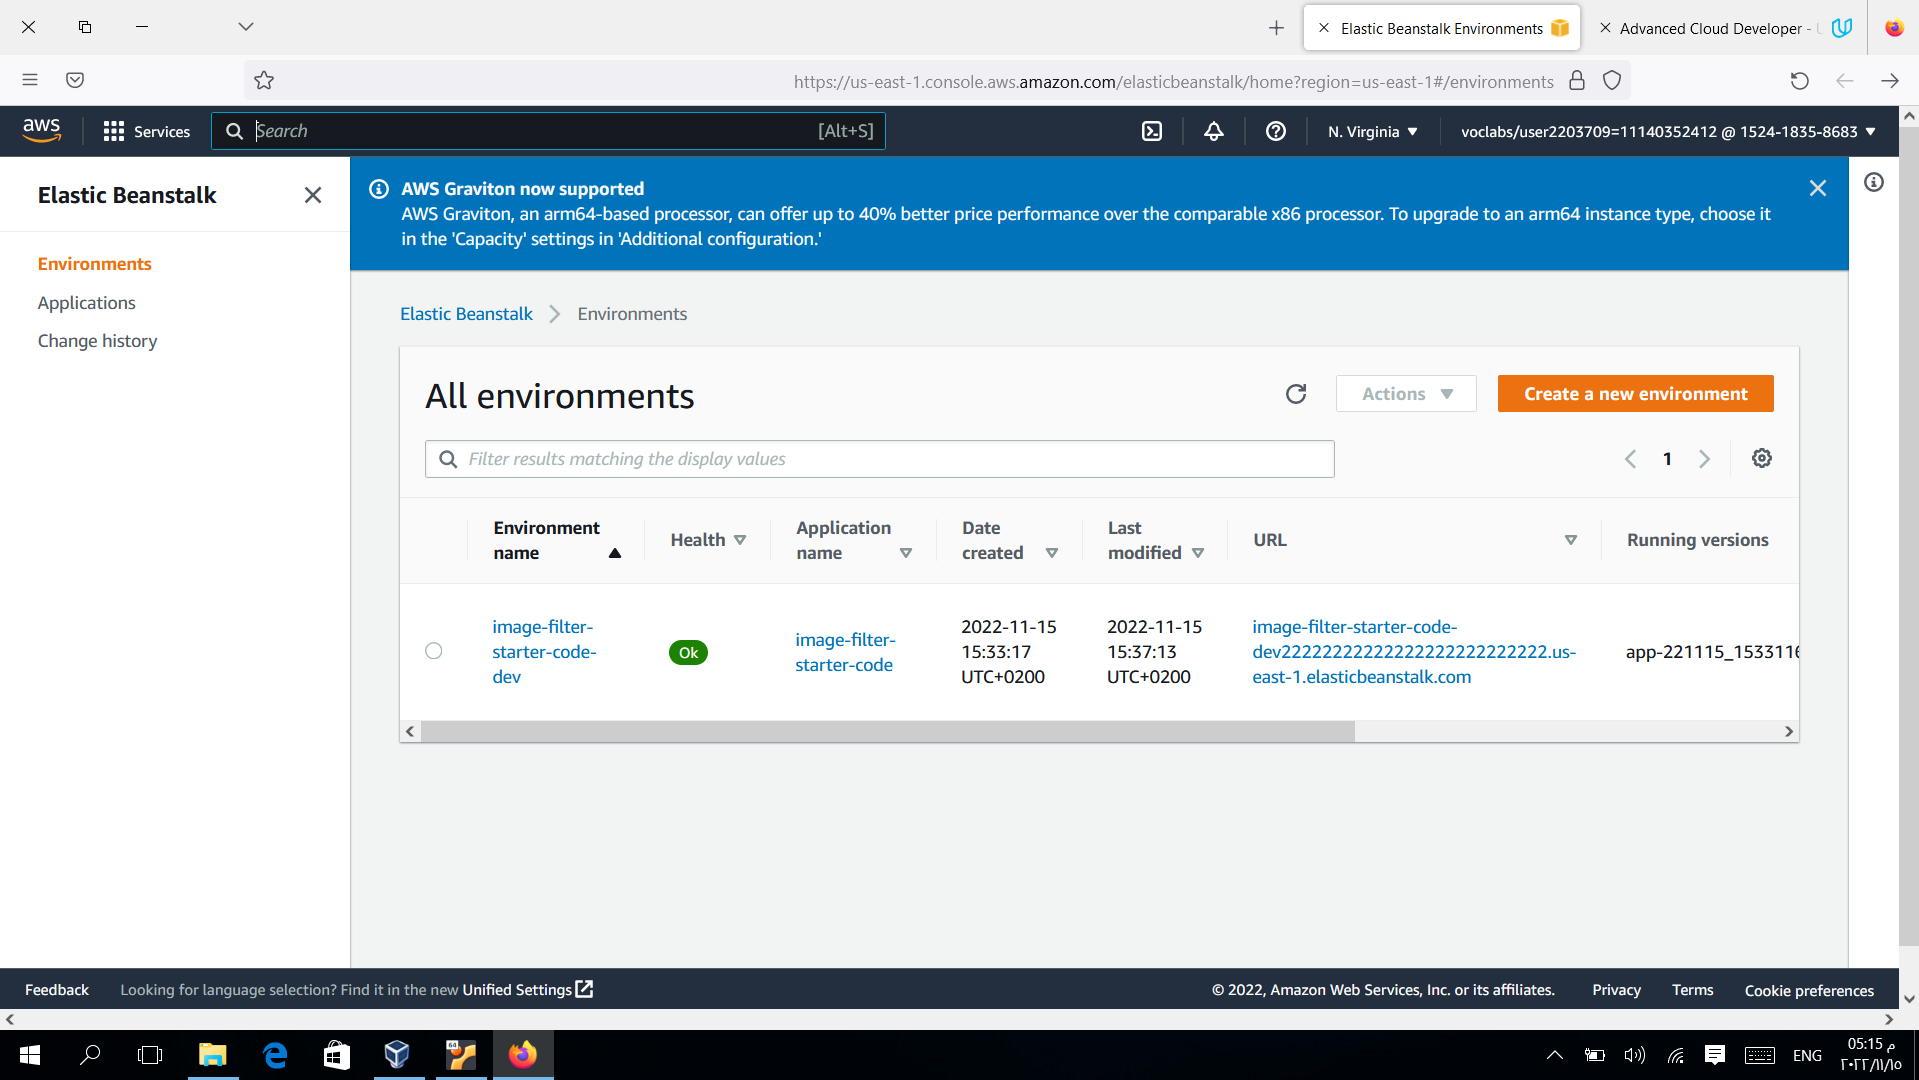 Elastic Beanstalk Environments
Advanced Cloud Developer -
https://us-east-1.console.aws.amazon.com/elasticbeanstalk/home?region=us-east-1#/environments
aws
Services
Search
[Alt+S]
N. Virginia
voclabs/user2203709=11140352412 @ 1524-1835-8683
Elastic Beanstalk
Environments
Applications
Change history
AWS Graviton now supported
AWS Graviton, an arm64-based processor, can offer up to 40% better price performance over the comparable x86 processor. To upgrade to an arm64 instance type, choose it
in the 'Capacity' settings in 'Additional configuration.'
Elastic Beanstalk
Environments
All environments
Actions
Create a new environment
Filter results matching the display values
1
Environment
name
Health
Application
name
Date
created
Last
modified
URL
Running versions
image-filter-
starter-code-
dev
Ok
image-filter-
starter-code
2022-11-15
15:33:17
UTC+0200
2022-11-15
15:37:13
UTC+0200
image-filter-starter-code-
dev22222222222222222222222222.us-
east-1.elasticbeanstalk.com
app-221115_1533116
Feedback
Looking for language selection? Find it in the new Unified Settings
© 2022, Amazon Web Services, Inc. or its affiliates.
Privacy
Terms
Cookie preferences
64
ENG
05:15 م
٢٠٢٢/١١/١٥